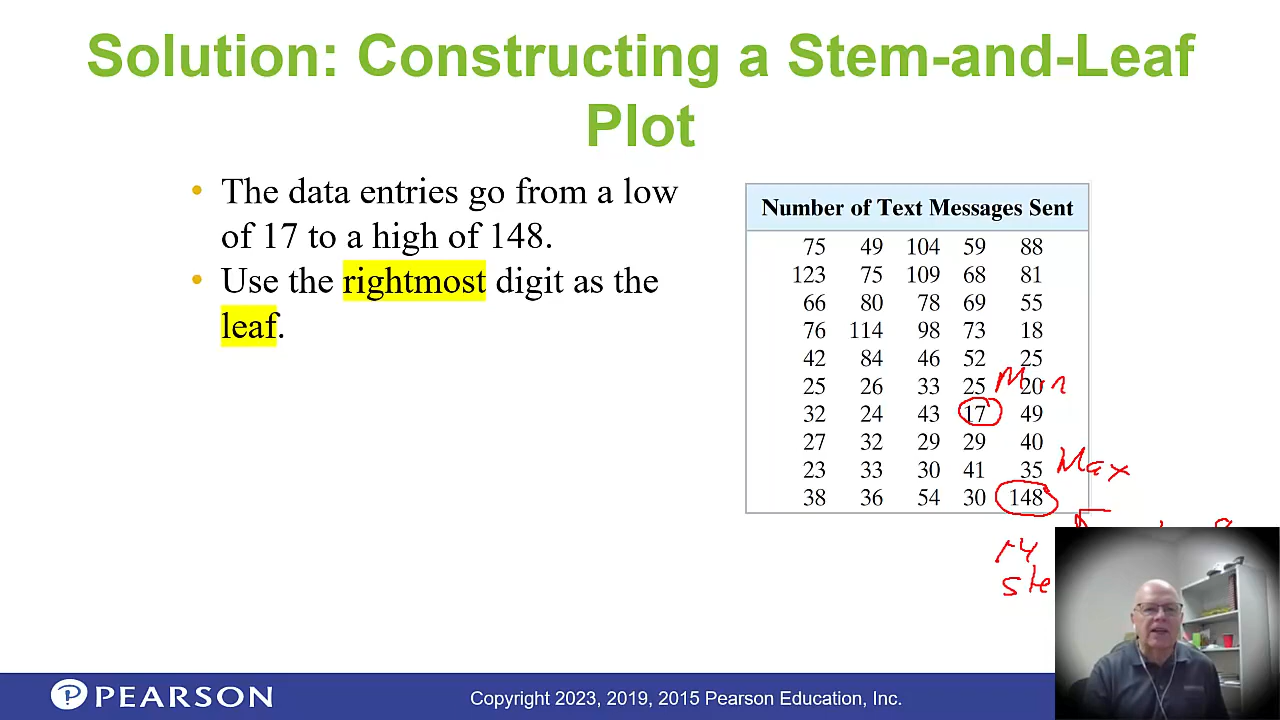 Solution: Constructing a Stem-and-Leaf
Plot
• The data entries go from a low
of 17 to a high of 148.
• Use the rightmost digit as the
leaf.
Number of Text Messages Sent
75 49 104 59 88
123 75 109 68 81
66 80 78 69 55
76 114 98 73 18
42 84 46 52 25
25 26 33 25 20
Min
32 24 43 17 49
27 32 29 29 40
23 33 30 41 35
Max
38 36 54 30 148
PEARSON
Copyright 2023, 2019, 2015 Pearson Education, Inc.